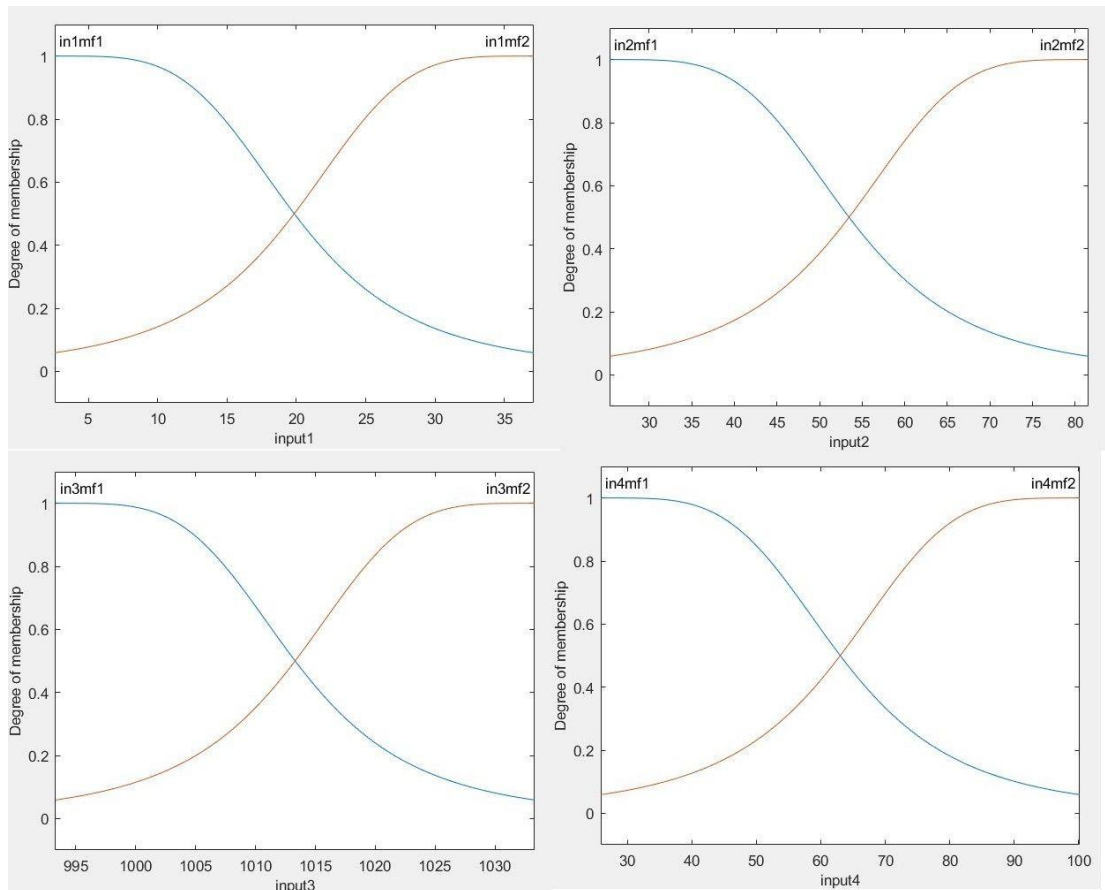 in1mf1 in1mf2
1
0.8
0.6
0.4
0.2
0
Degree of membership
5 10 15 20 25 30 35
input1
in2mf1 in2mf2
1
0.8
0.6
0.4
0.2
0
Degree of membership
30 35 40 45 50 55 60 65 70 75 80
input2
in3mf1 in3mf2
1
0.8
0.6
0.4
0.2
0
Degree of membership
995 1000 1005 1010 1015 1020 1025 1030
input3
in4mf1 in4mf2
1
0.8
0.6
0.4
0.2
0
Degree of membership
30 40 50 60 70 80 90 100
input4